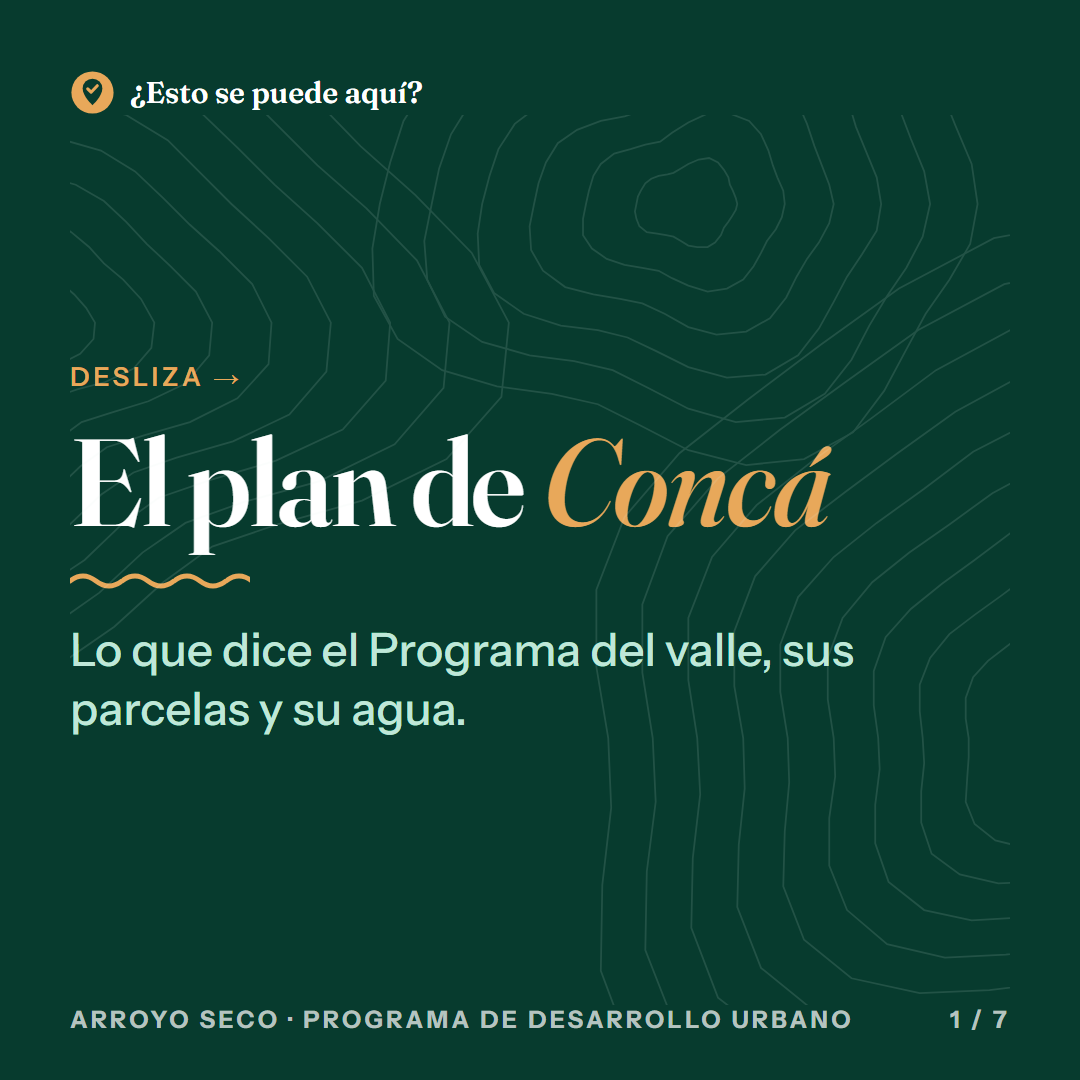 ¿Esto se puede aquí?
DESLIZA →
El plan de Concá
Lo que dice el Programa del valle, sus
parcelas y su agua.
ARROYO SECO · PROGRAMA DE DESARROLLO URBANO 1 / 7